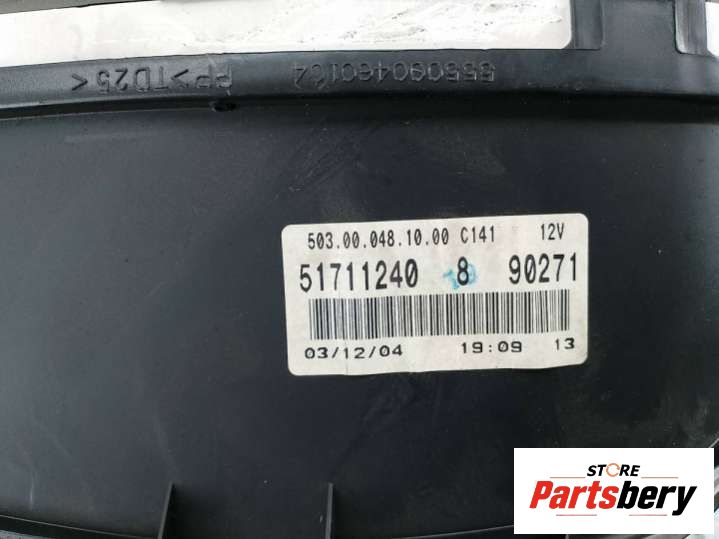 PP>TD25<
5550904601C4
503.00.048.10.00 C141 12V
51711240 8 90271
03/12/04 19:09 13
STORE
Partsbery